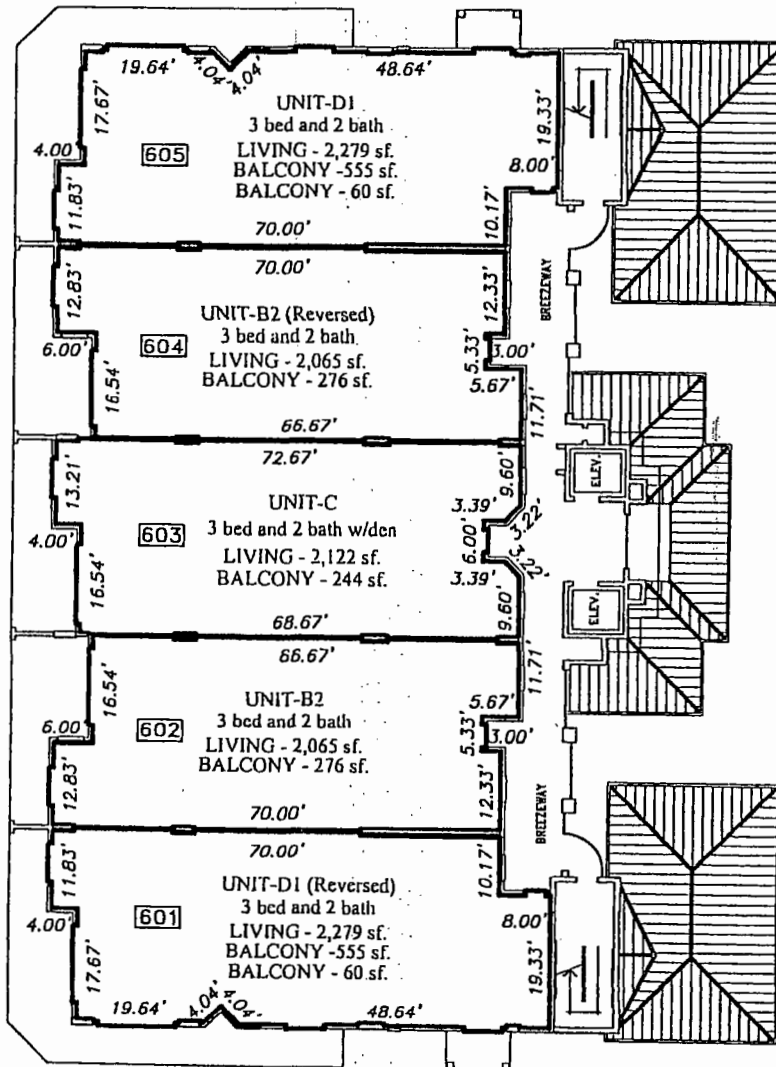 19.64'
4.04'
4.04'
48.64'
17.67'
UNIT-D1
3 bed and 2 bath
LIVING - 2,279 sf.
BALCONY -555 sf.
BALCONY - 60 sf.
605
19.33'
8.00'
4.00'
11.83'
10.17'
70.00'
70.00'
12.83'
12.33'
BREEZEWAY
UNIT-B2 (Reversed)
3 bed and 2 bath
LIVING - 2,065 sf.
BALCONY - 276 sf.
604
6.00'
5.33'
3.00'
5.67'
16.54'
11.71'
66.67'
72.67'
13.21'
9.60'
ELEV.
UNIT-C
3 bed and 2 bath w/den
LIVING - 2,122 sf.
BALCONY - 244 sf.
603
3.39'
3.22'
6.00'
3.22'
3.39'
4.00'
16.54'
9.60'
ELEV.
68.67'
66.67'
16.54'
11.71'
UNIT-B2
3 bed and 2 bath
LIVING - 2,065 sf.
BALCONY - 276 sf.
602
5.67'
6.00'
5.33'
3.00'
12.83'
12.33'
BREEZEWAY
70.00'
70.00'
11.83'
10.17'
UNIT-D1 (Reversed)
3 bed and 2 bath
LIVING - 2,279 sf.
BALCONY -555 sf.
BALCONY - 60 sf.
601
4.00'
8.00'
17.67'
19.33'
19.64'
4.04'
4.04'
48.64'